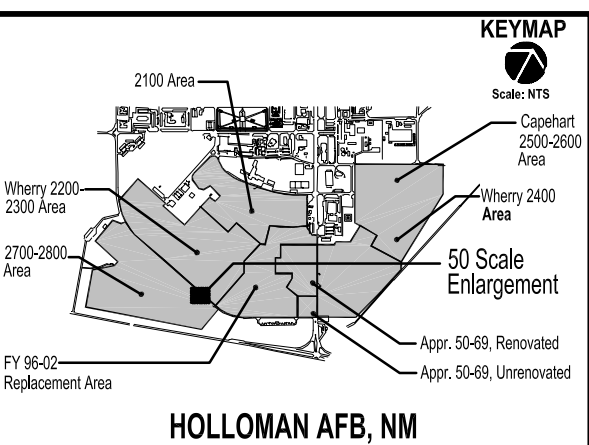 KEYMAP
Scale: NTS
2100 Area
Capehart
2500-2600
Area
Wherry 2200-
2300 Area
Wherry 2400
Area
2700-2800
Area
50 Scale
Enlargement
Appr. 50-69, Renovated
FY 96-02
Replacement Area
Appr. 50-69, Unrenovated
HOLLOMAN AFB, NM